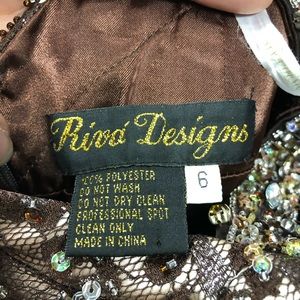 Riva Designs
6
100% POLYESTER
DO NOT WASH
DO NOT DRY CLEAN
PROFESSIONAL SPOT
CLEAN ONLY
MADE IN CHINA